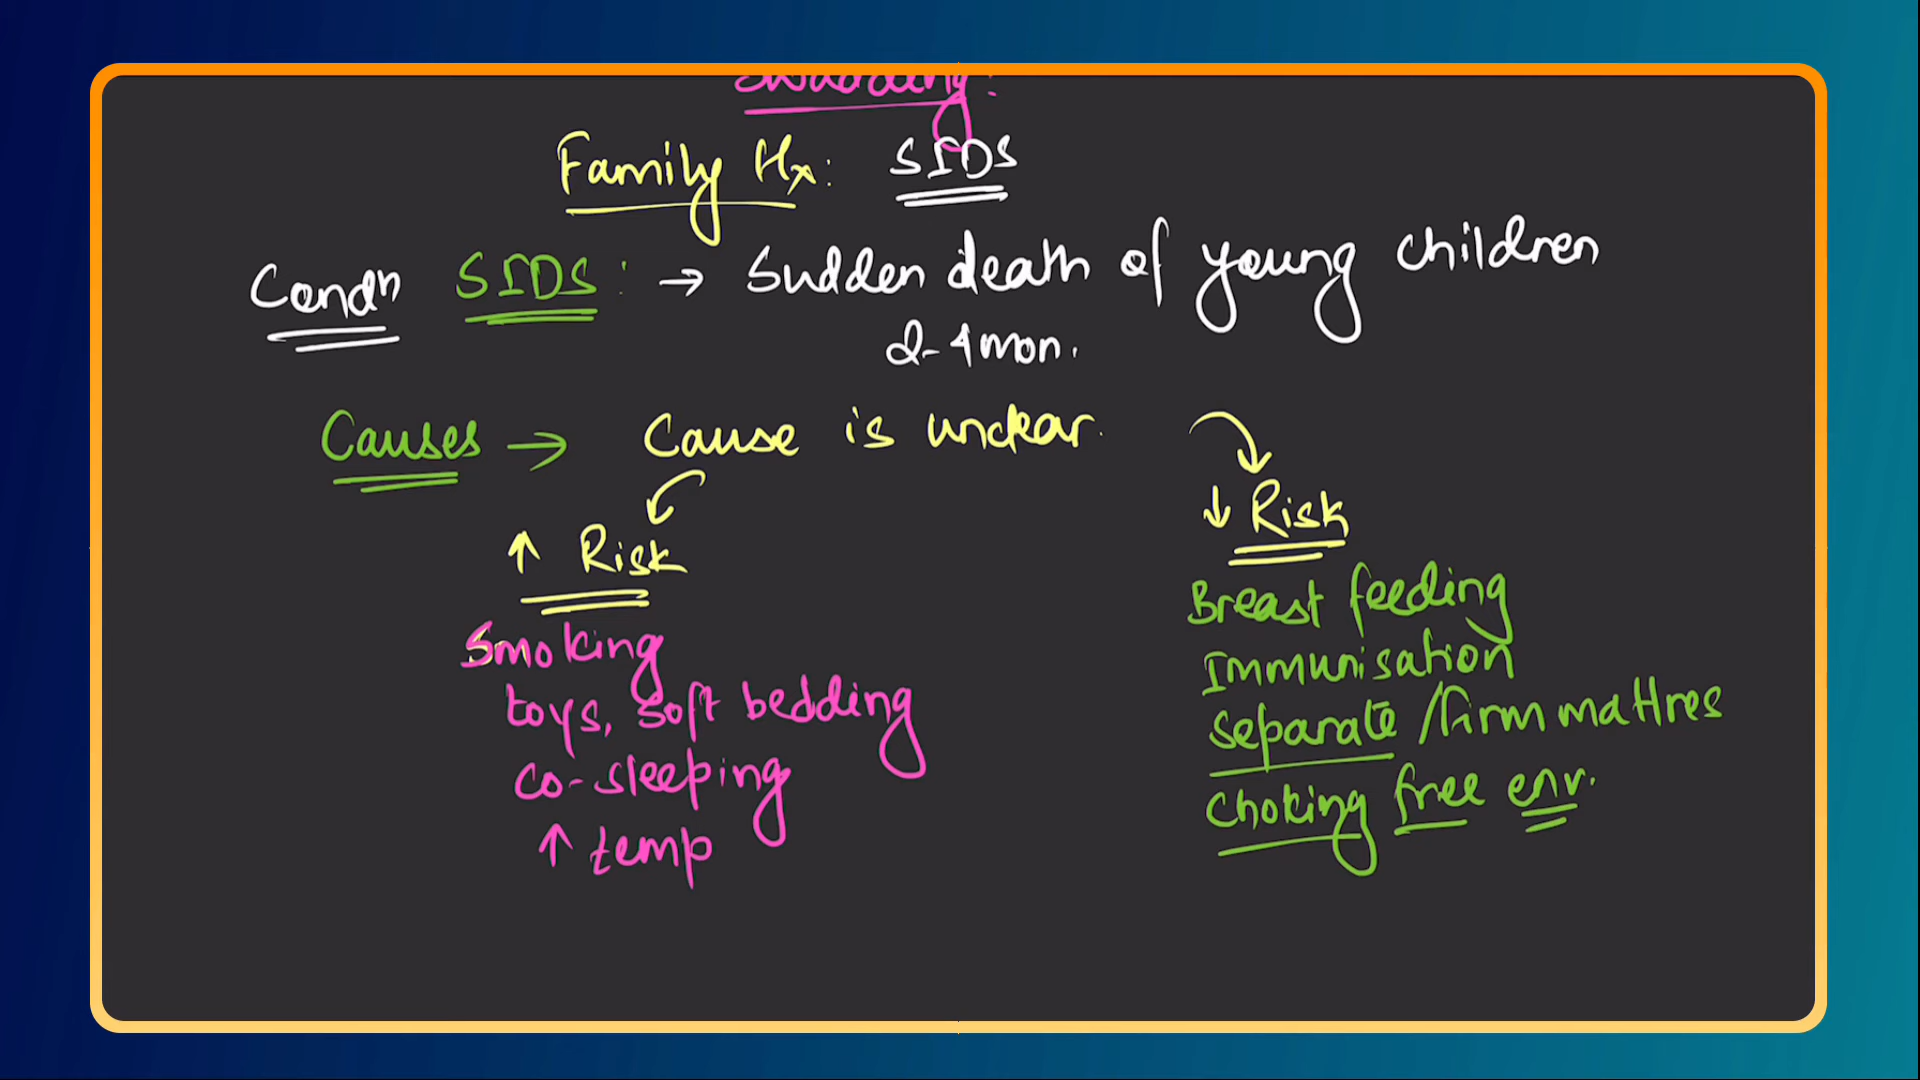 Swaddling:
Family Hx: SIDS
Condn SIDS: → Sudden death of young children
2-4 mon.
Causes → Cause is unclear.
↑ Risk
Smoking
toys, soft bedding
co-sleeping
↑ temp
↓ Risk
Breast feeding
Immunisation
separate / firm mattres
Choking free env.